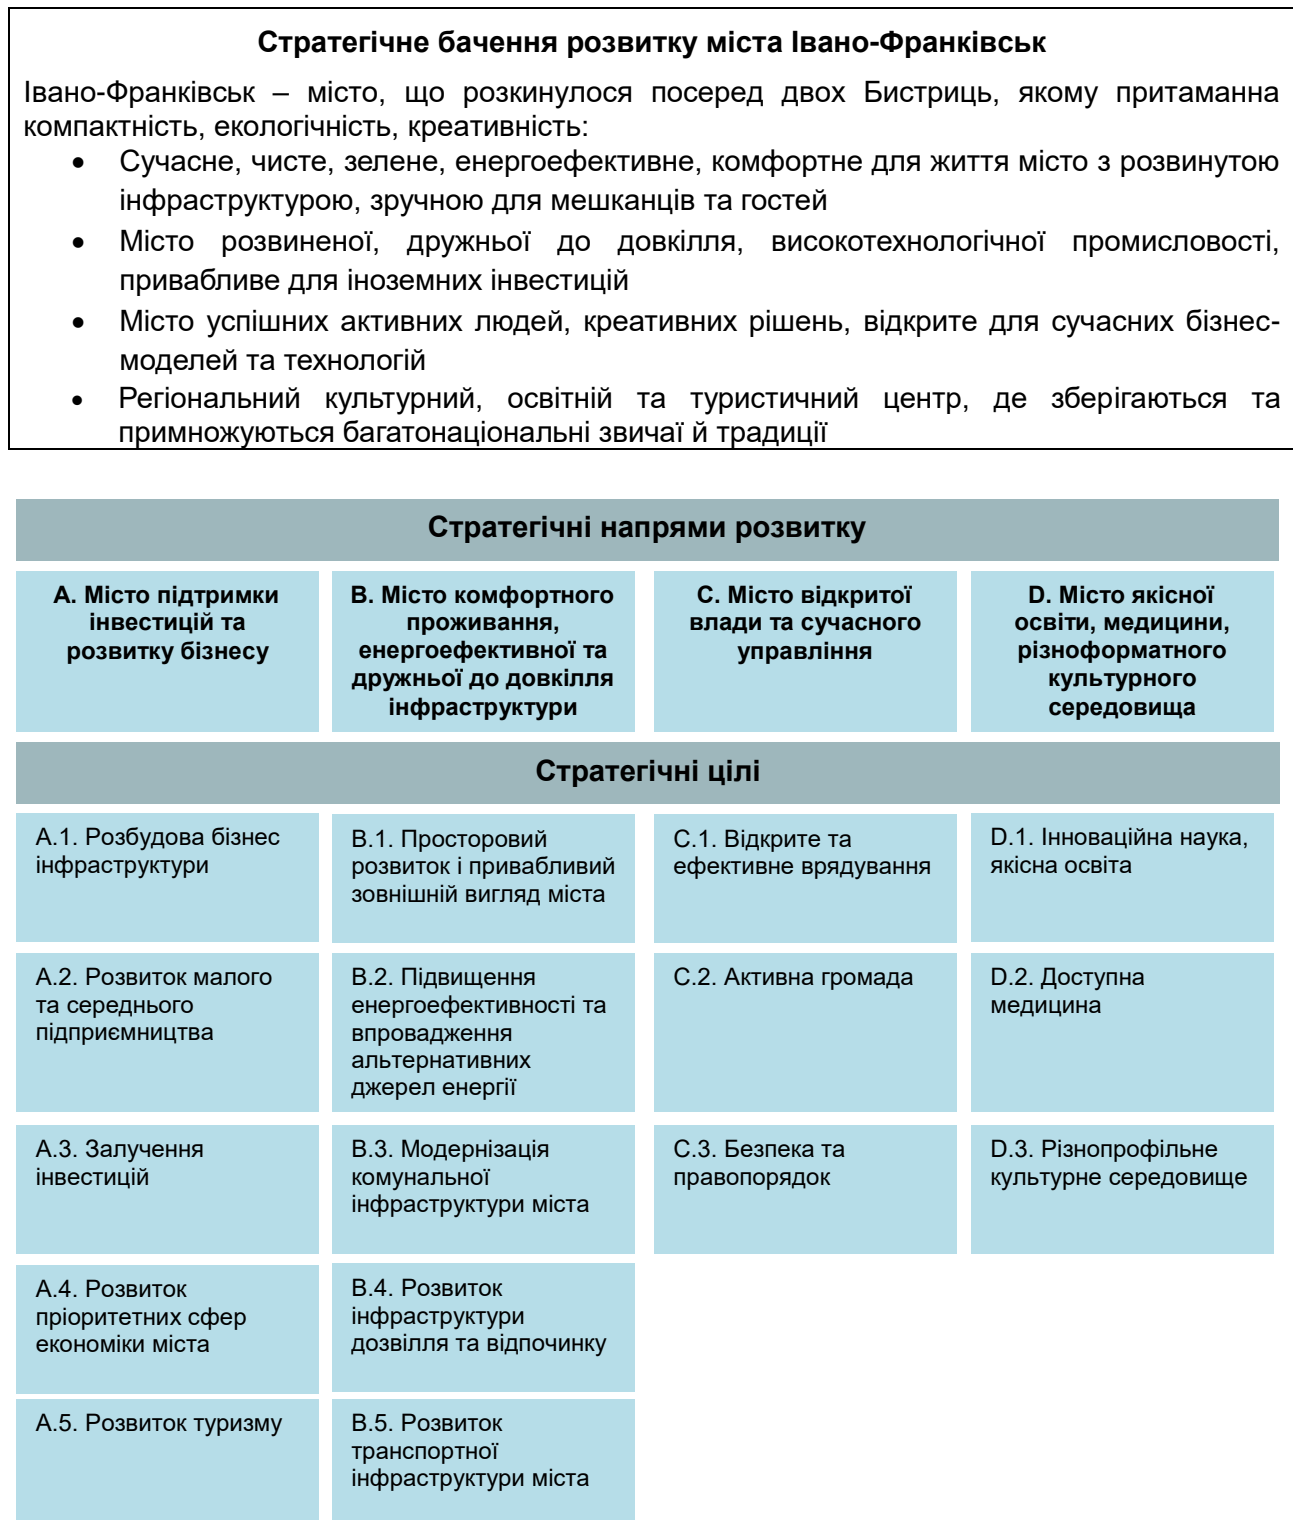 Стратегічне бачення розвитку міста Івано-Франківськ
Івано-Франківськ – місто, що розкинулося посеред двох Бистриць, якому притаманна
компактність, екологічність, креативність:
• Сучасне, чисте, зелене, енергоефективне, комфортне для життя місто з розвинутою
інфраструктурою, зручною для мешканців та гостей
• Місто розвиненої, дружньої до довкілля, високотехнологічної промисловості,
привабливе для іноземних інвестицій
• Місто успішних активних людей, креативних рішень, відкрите для сучасних бізнес-
моделей та технологій
• Регіональний культурний, освітній та туристичний центр, де зберігаються та
примножуються багатонаціональні звичаї й традиції
Стратегічні напрями розвитку
A. Місто підтримки
інвестицій та
розвитку бізнесу
B. Місто комфортного
проживання,
енергоефективної та
дружньої до довкілля
інфраструктури
C. Місто відкритої
влади та сучасного
управління
D. Місто якісної
освіти, медицини,
різноформатного
культурного
середовища
Стратегічні цілі
A.1. Розбудова бізнес
інфраструктури
B.1. Просторовий
розвиток і привабливий
зовнішній вигляд міста
C.1. Відкрите та
ефективне врядування
D.1. Інноваційна наука,
якісна освіта
A.2. Розвиток малого
та середнього
підприємництва
B.2. Підвищення
енергоефективності та
впровадження
альтернативних
джерел енергії
C.2. Активна громада
D.2. Доступна
медицина
A.3. Залучення
інвестицій
B.3. Модернізація
комунальної
інфраструктури міста
C.3. Безпека та
правопорядок
D.3. Різнопрофільне
культурне середовище
A.4. Розвиток
пріоритетних сфер
економіки міста
B.4. Розвиток
інфраструктури
дозвілля та відпочинку
A.5. Розвиток туризму
B.5. Розвиток
транспортної
інфраструктури міста